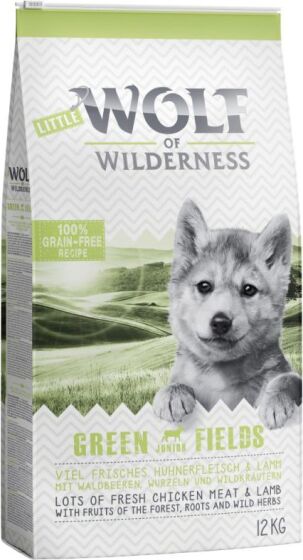 LITTLE
WOLF
OF
WILDERNESS
100%
GRAIN-FREE
RECIPE
GREEN JUNIOR FIELDS
VIEL FRISCHES HÜHNERFLEISCH & LAMM
MIT WALDBEEREN, WURZELN UND WILDKRÄUTERN
LOTS OF FRESH CHICKEN MEAT & LAMB
WITH FRUITS OF THE FOREST, ROOTS AND WILD HERBS
12 KG